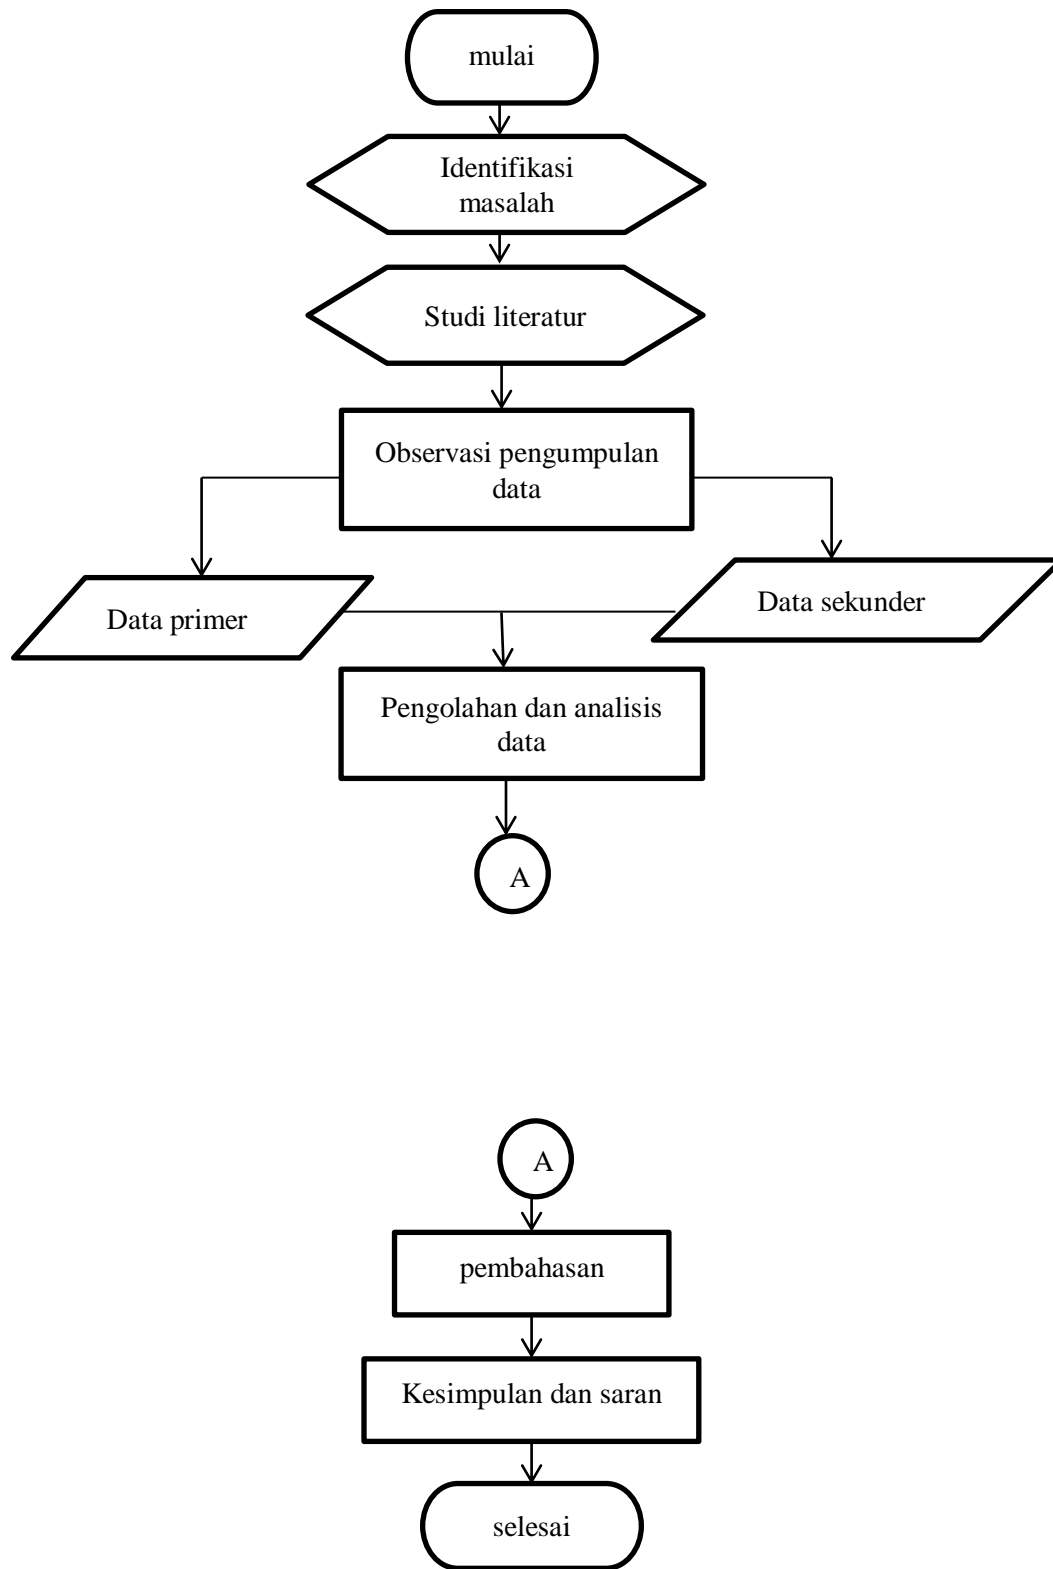 mulai
Identifikasi
masalah
Studi literatur
Observasi pengumpulan
data
Data primer
Data sekunder
Pengolahan dan analisis
data
A
A
pembahasan
Kesimpulan dan saran
selesai